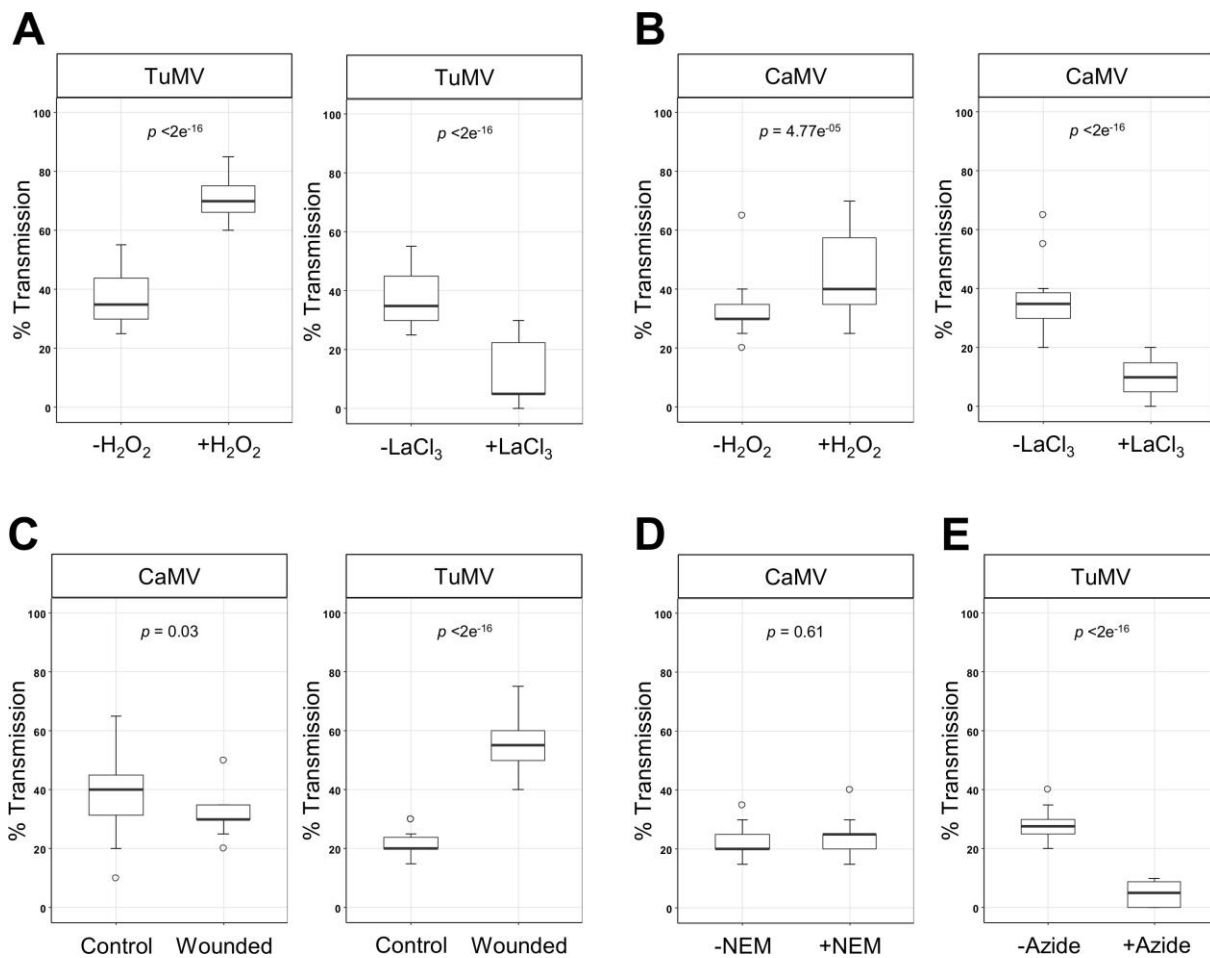 A
B
TuMV
TuMV
CaMV
CaMV
% Transmission
100
80
60
40
20
0
p <2e-16
-H2O2
+H2O2
% Transmission
100
80
60
40
20
0
p <2e-16
-LaCl3
+LaCl3
% Transmission
100
80
60
40
20
0
p = 4.77e-05
-H2O2
+H2O2
% Transmission
100
80
60
40
20
0
p <2e-16
-LaCl3
+LaCl3
C
D
E
CaMV
TuMV
CaMV
TuMV
% Transmission
100
80
60
40
20
0
p = 0.03
Control
Wounded
% Transmission
100
80
60
40
20
0
p <2e-16
Control
Wounded
% Transmission
100
80
60
40
20
0
p = 0.61
-NEM
+NEM
% Transmission
100
80
60
40
20
0
p <2e-16
-Azide
+Azide